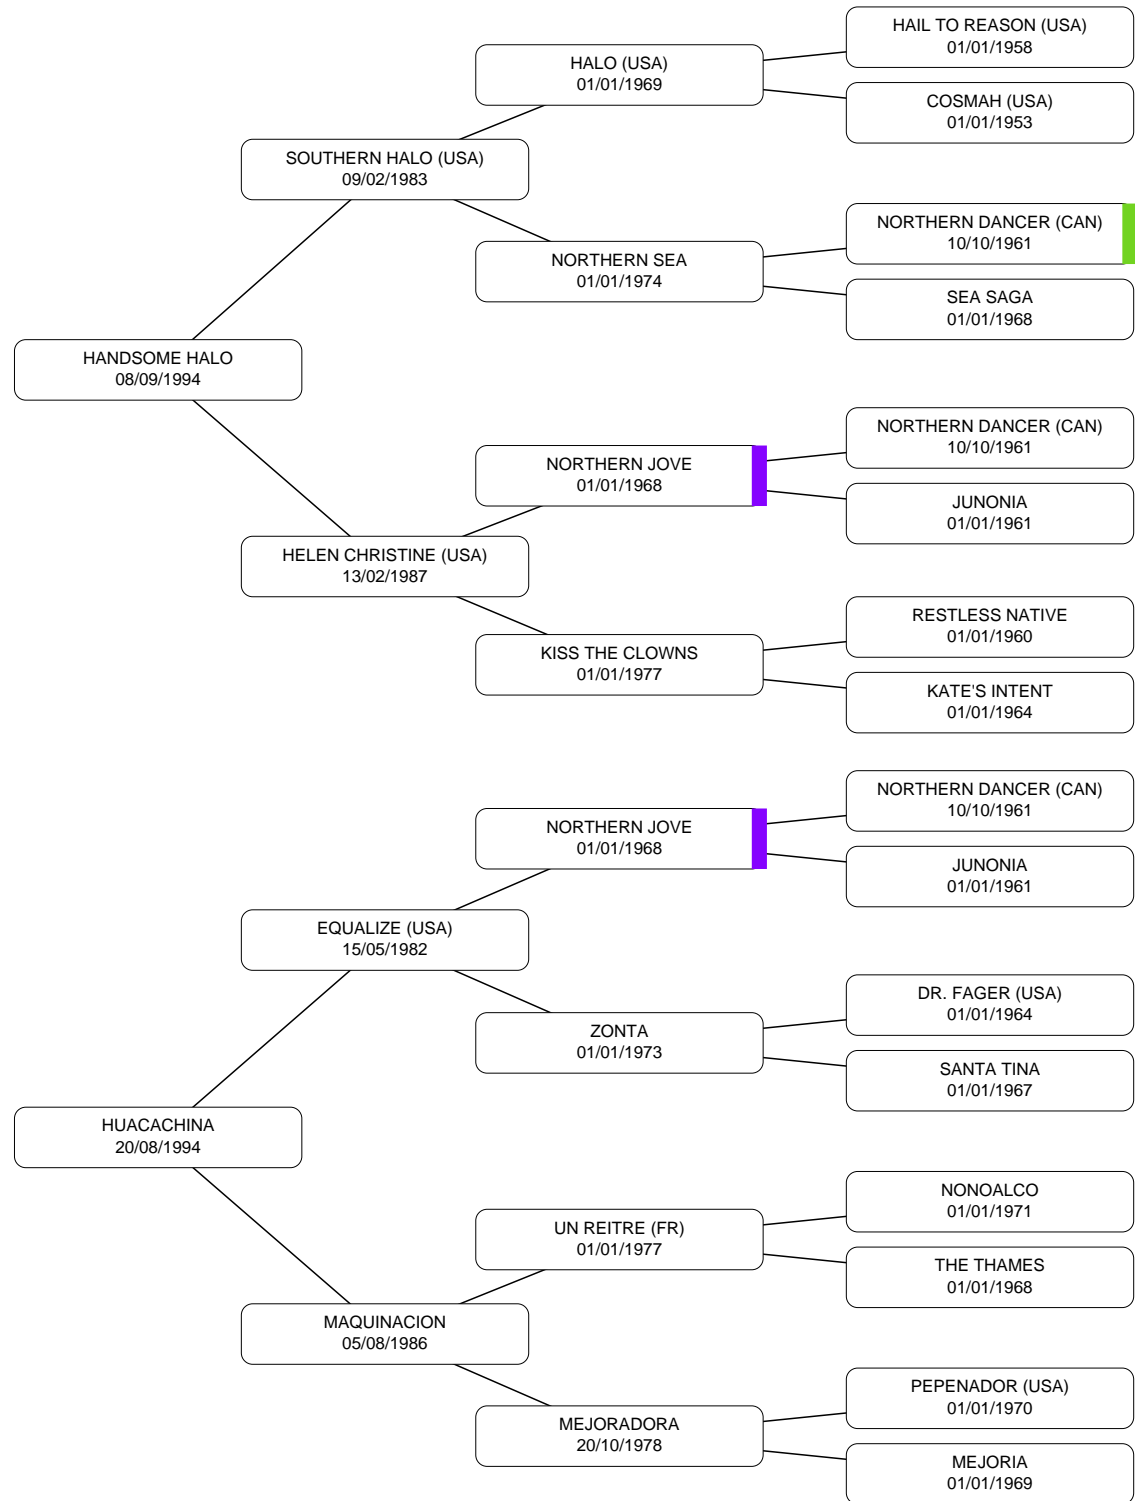 HAIL TO REASON (USA)
01/01/1958
HALO (USA)
01/01/1969
COSMAH (USA)
01/01/1953
SOUTHERN HALO (USA)
09/02/1983
NORTHERN DANCER (CAN)
10/10/1961
NORTHERN SEA
01/01/1974
SEA SAGA
01/01/1968
HANDSOME HALO
08/09/1994
NORTHERN DANCER (CAN)
10/10/1961
NORTHERN JOVE
01/01/1968
JUNONIA
01/01/1961
HELEN CHRISTINE (USA)
13/02/1987
RESTLESS NATIVE
01/01/1960
KISS THE CLOWNS
01/01/1977
KATE'S INTENT
01/01/1964
NORTHERN DANCER (CAN)
10/10/1961
NORTHERN JOVE
01/01/1968
JUNONIA
01/01/1961
EQUALIZE (USA)
15/05/1982
DR. FAGER (USA)
01/01/1964
ZONTA
01/01/1973
SANTA TINA
01/01/1967
HUACACHINA
20/08/1994
NONOALCO
01/01/1971
UN REITRE (FR)
01/01/1977
THE THAMES
01/01/1968
MAQUINACION
05/08/1986
PEPENADOR (USA)
01/01/1970
MEJORADORA
20/10/1978
MEJORIA
01/01/1969